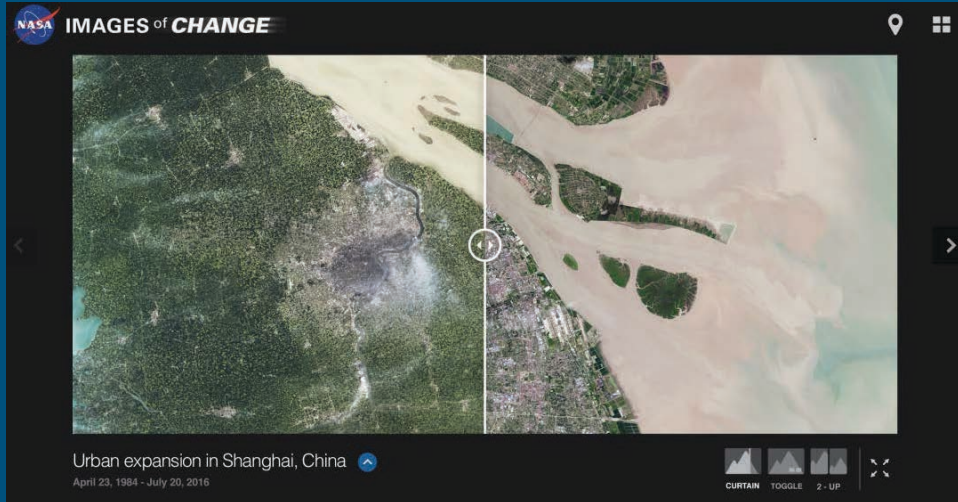 NASA
IMAGES of CHANGE
Urban expansion in Shanghai, China
April 23, 1984 - July 20, 2016
CURTAIN TOGGLE 2 - UP